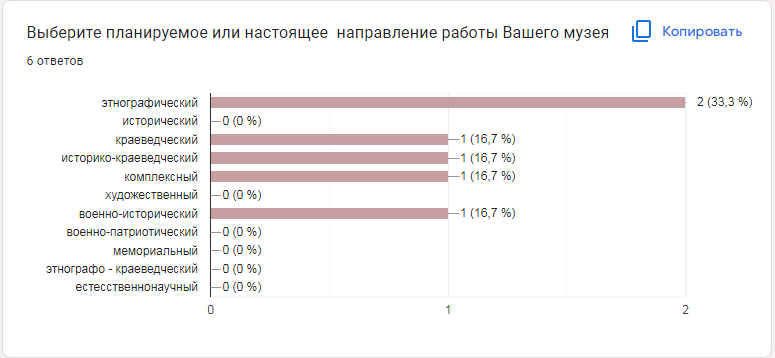 Выберите планируемое или настоящее  направление работы Вашего музея
Копировать
6 ответов
этнографический 2 (33,3 %)
исторический 0 (0 %)
краеведческий 1 (16,7 %)
историко-краеведческий 1 (16,7 %)
комплексный 1 (16,7 %)
художественный 0 (0 %)
военно-исторический 1 (16,7 %)
военно-патриотический 0 (0 %)
мемориальный 0 (0 %)
этнографо - краеведческий 0 (0 %)
естесственнонаучный 0 (0 %)
0 1 2